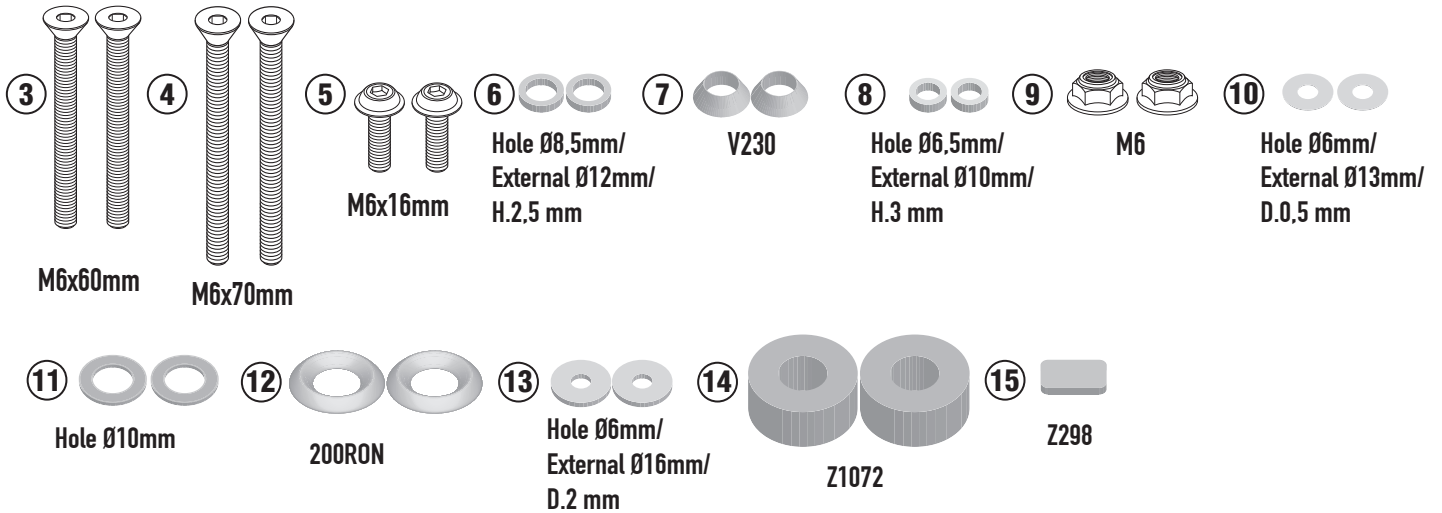 3
M6x60mm
4
M6x70mm
5
M6x16mm
6
Hole Ø8,5mm/
External Ø12mm/
H.2,5 mm
7
V230
8
Hole Ø6,5mm/
External Ø10mm/
H.3 mm
9
M6
10
Hole Ø6mm/
External Ø13mm/
D.0,5 mm
11
Hole Ø10mm
12
200RON
13
Hole Ø6mm/
External Ø16mm/
D.2 mm
14
Z1072
15
Z298